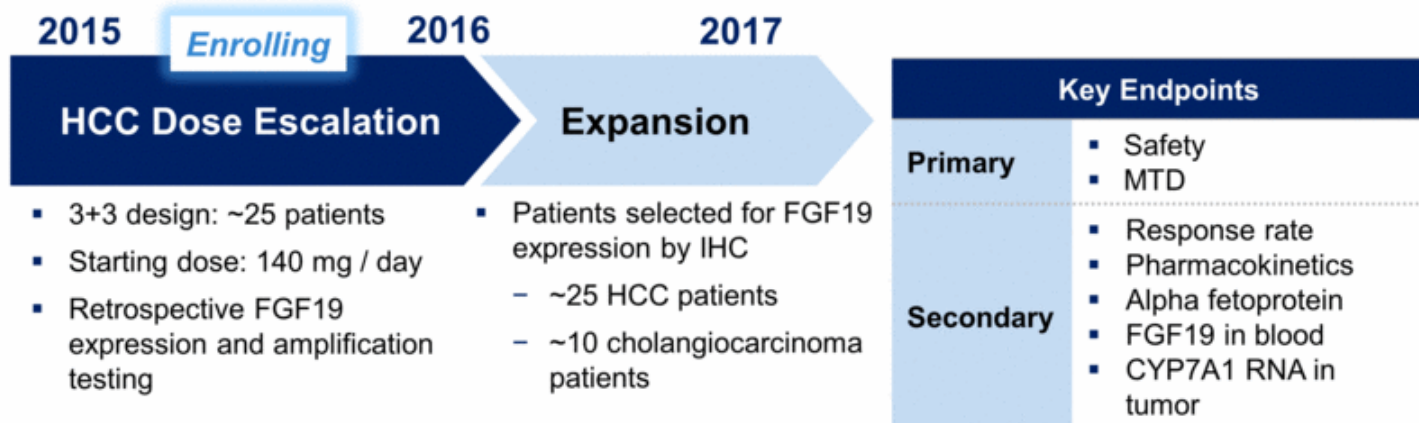 2015
Enrolling
2016
2017
HCC Dose Escalation
Expansion
▪ 3+3 design: ~25 patients
▪ Starting dose: 140 mg / day
▪ Retrospective FGF19
expression and amplification
testing
▪ Patients selected for FGF19
expression by IHC
– ~25 HCC patients
– ~10 cholangiocarcinoma
patients
Key Endpoints
Primary
▪ Safety
▪ MTD
Secondary
▪ Response rate
▪ Pharmacokinetics
▪ Alpha fetoprotein
▪ FGF19 in blood
▪ CYP7A1 RNA in
tumor